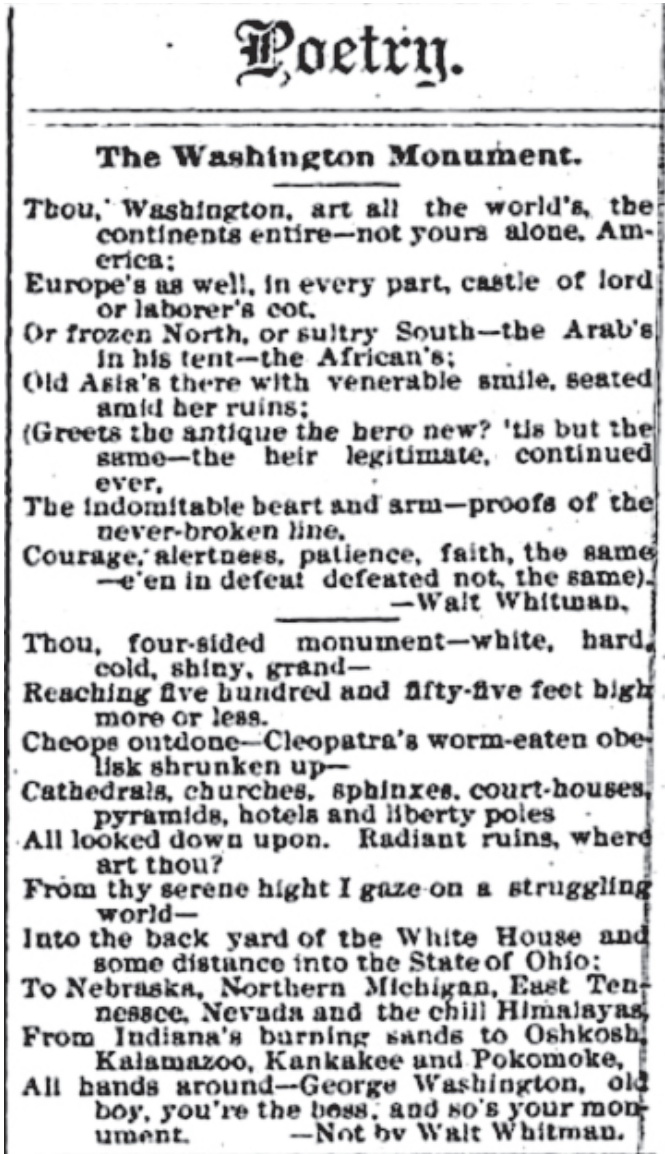 Poetry.
The Washington Monument.
Thou, Washington, art all the world's, the
continents entire—not yours alone, Am-
erica;
Europe's as well, in every part, castle of lord
or laborer's cot,
Or frozen North, or sultry South—the Arab's
in his tent—the African's;
Old Asia's there with venerable smile, seated
amid her ruins;
(Greets the antique the hero new? 'tis but the
same—the heir legitimate, continued
ever,
The indomitable heart and arm—proofs of the
never-broken line,
Courage, alertness, patience, faith, the same
—e'en in defeat defeated not, the same).
—Walt Whitman.
Thou, four-sided monument—white, hard,
cold, shiny, grand—
Reaching five hundred and fifty-five feet high
more or less.
Cheops outdone—Cleopatra's worm-eaten obe-
lisk shrunken up—
Cathedrals, churches, sphinxes, court-houses,
pyramids, hotels and liberty poles
All looked down upon. Radiant ruins, where
art thou?
From thy serene hight I gaze on a struggling
world—
Into the back yard of the White House and
some distance into the State of Ohio;
To Nebraska, Northern Michigan, East Ten-
nessee, Nevada and the chill Himalayas,
From Indiana's burning sands to Oshkosh,
Kalamazoo, Kankakee and Pokomoke,
All hands around—George Washington, old
boy, you're the boss, and so's your mon-
ument. —Not by Walt Whitman.